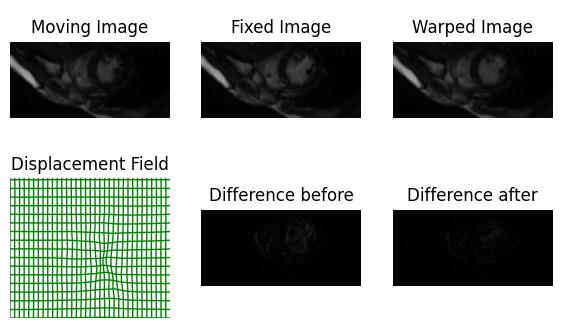 Moving Image
Fixed Image
Warped Image
Displacement Field
Difference before
Difference after